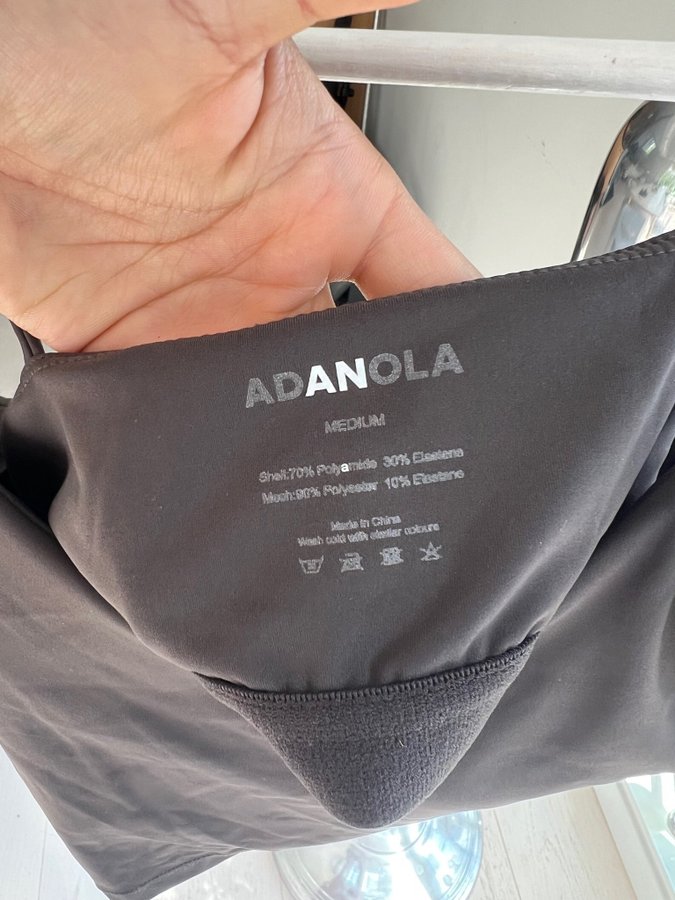 ADANOLA
MEDIUM
Shell:70% Polyamide 30% Elastane
Mesh:90% Polyester 10% Elastane
Made in China
Wash cold with similar colours